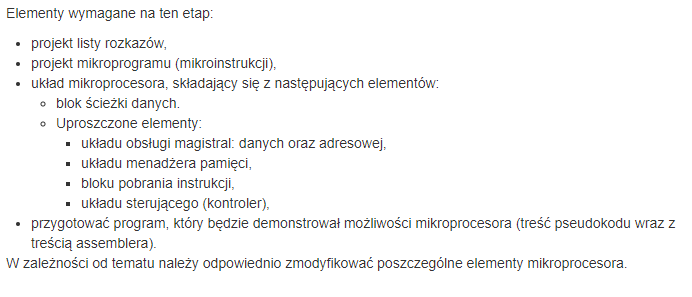 Elementy wymagane na ten etap:
projekt listy rozkazów,
projekt mikroprogramu (mikroinstrukcji),
układ mikroprocesora, składający się z następujących elementów:
blok ścieżki danych.
Uproszczone elementy:
układu obsługi magistral: danych oraz adresowej,
układu menadżera pamięci,
bloku pobrania instrukcji,
układu sterującego (kontroler),
przygotować program, który będzie demonstrował możliwości mikroprocesora (treść pseudokodu wraz z
treścią assemblera).
W zależności od tematu należy odpowiednio zmodyfikować poszczególne elementy mikroprocesora.